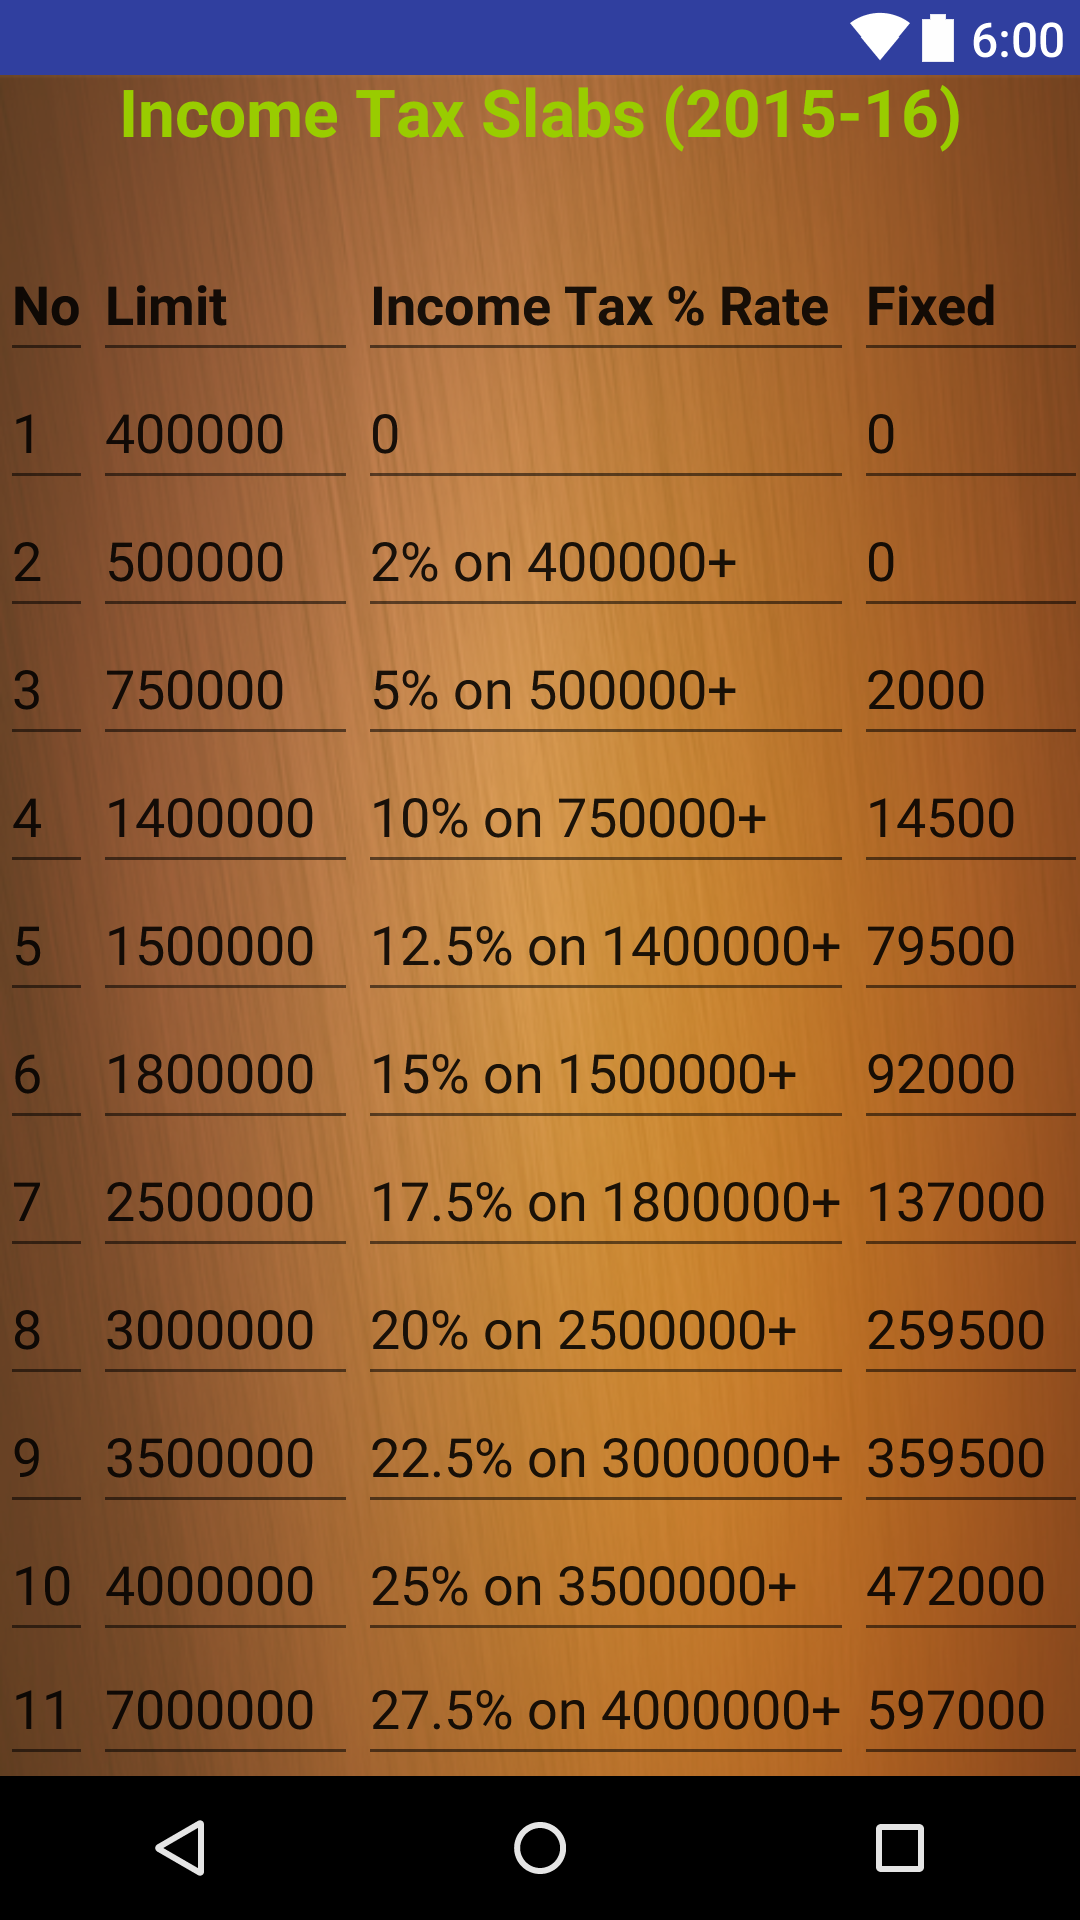 6:00
Income Tax Slabs (2015-16)
No Limit Income Tax % Rate Fixed
1 400000 0 0
2 500000 2% on 400000+ 0
3 750000 5% on 500000+ 2000
4 1400000 10% on 750000+ 14500
5 1500000 12.5% on 1400000+ 79500
6 1800000 15% on 1500000+ 92000
7 2500000 17.5% on 1800000+ 137000
8 3000000 20% on 2500000+ 259500
9 3500000 22.5% on 3000000+ 359500
10 4000000 25% on 3500000+ 472000
11 7000000 27.5% on 4000000+ 597000